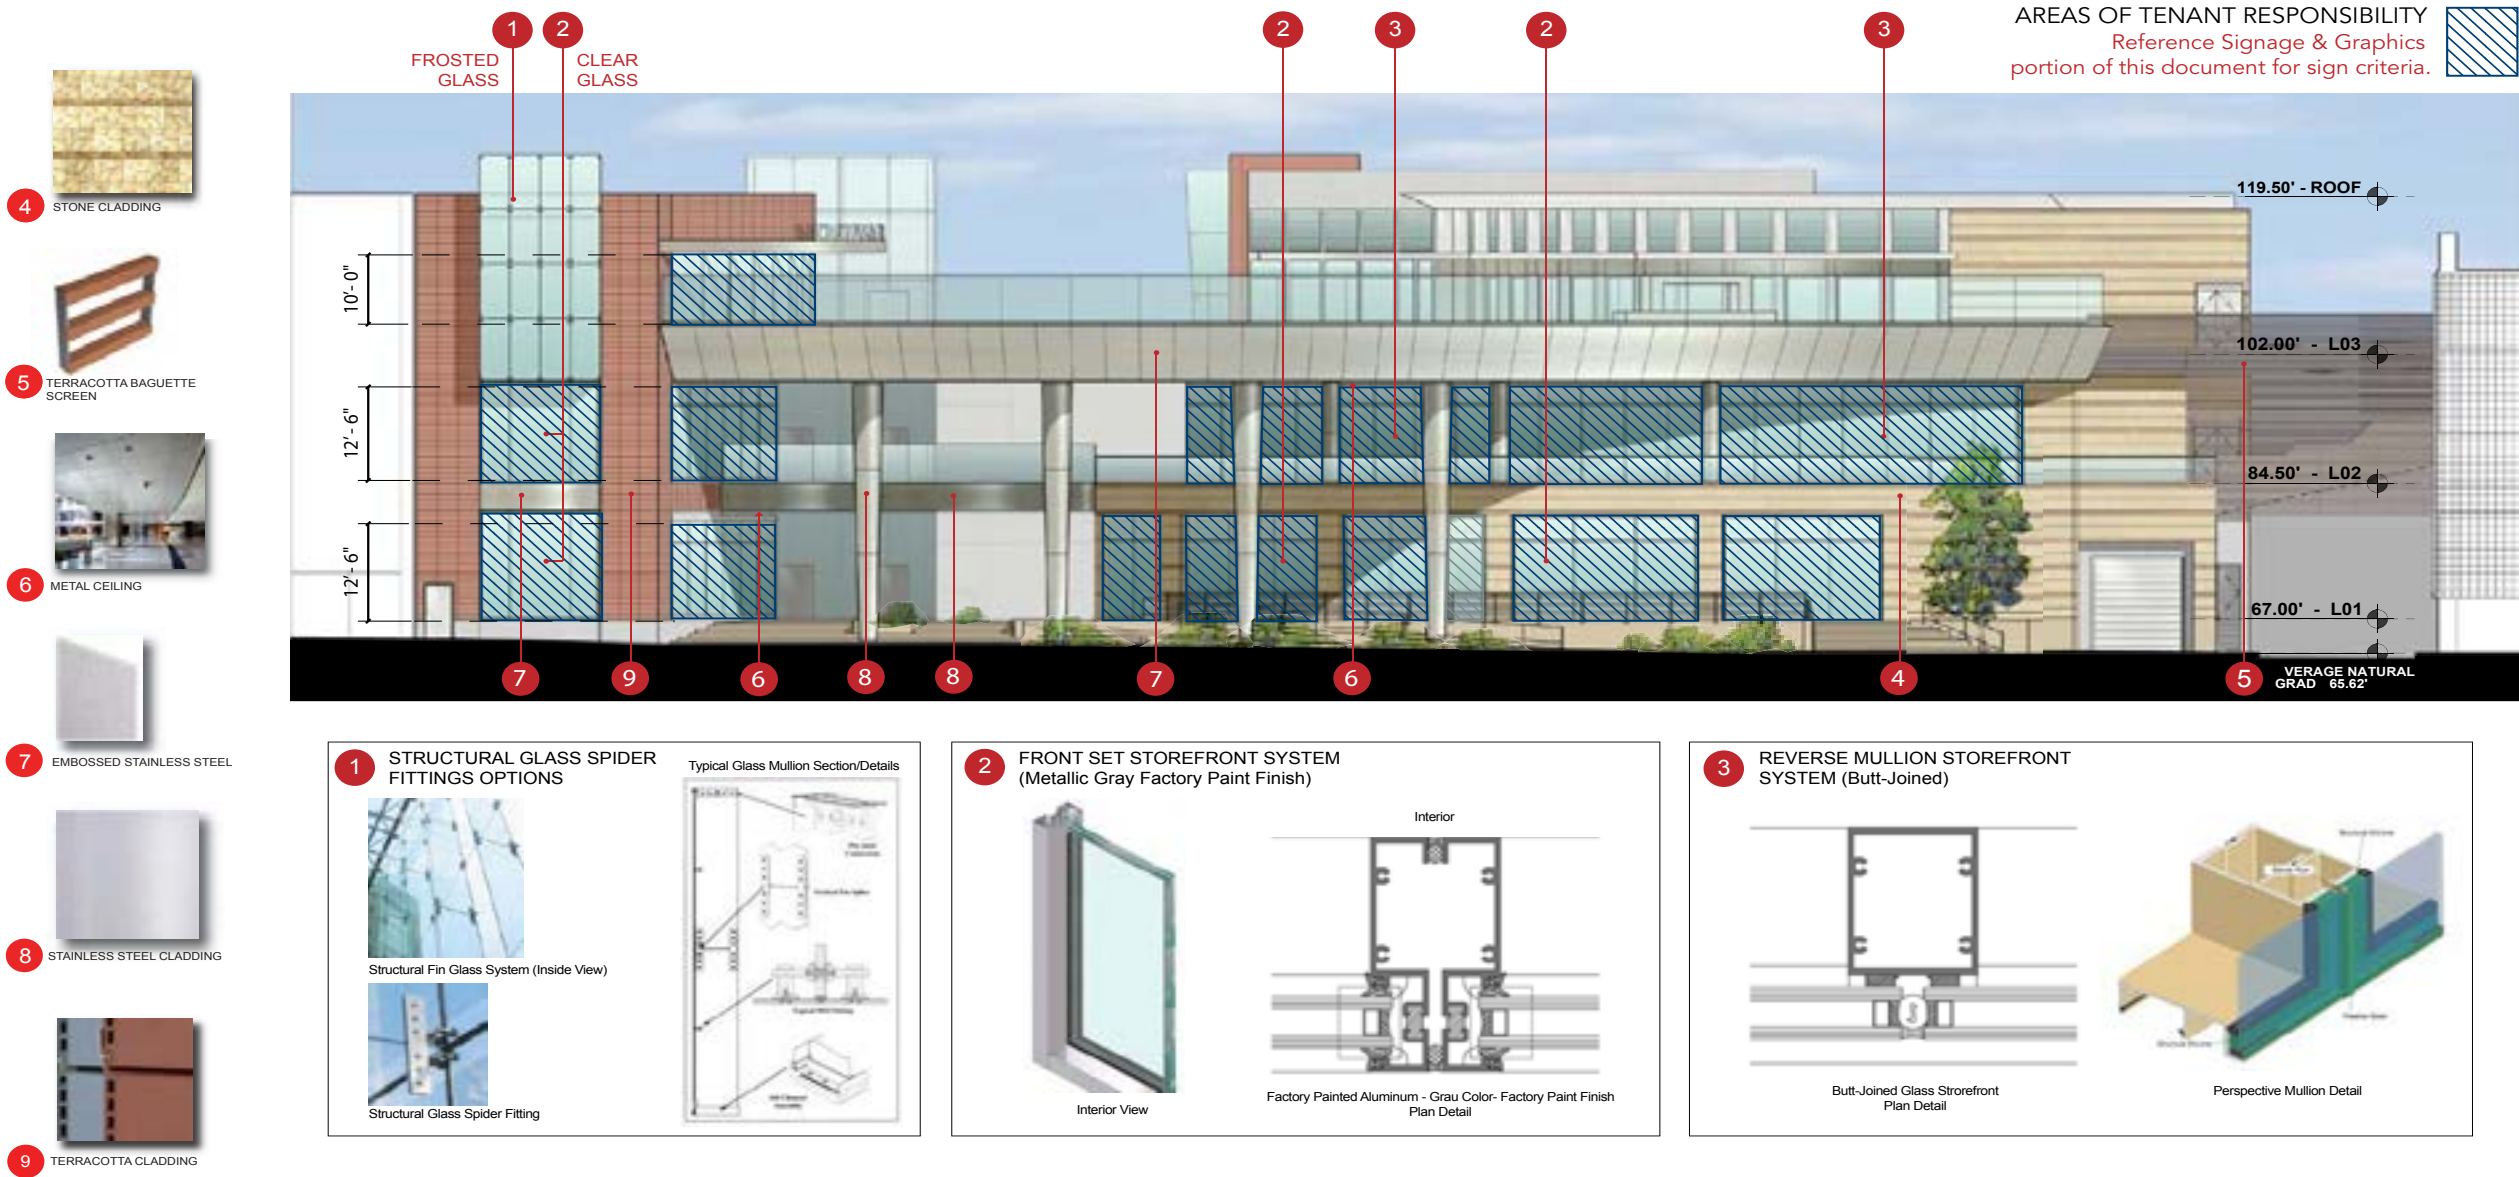 1
2
2
3
2
3
FROSTED
GLASS
CLEAR
GLASS
AREAS OF TENANT RESPONSIBILITY
Reference Signage & Graphics
portion of this document for sign criteria.
4
STONE CLADDING
5
TERRACOTTA BAGUETTE
SCREEN
6
METAL CEILING
7
EMBOSSED STAINLESS STEEL
8
STAINLESS STEEL CLADDING
9
TERRACOTTA CLADDING
10'- 0"
12'- 6"
12'- 6"
119.50' - ROOF
102.00' - L03
84.50' - L02
67.00' - L01
VERAGE NATURAL
GRAD 65.62'
7
9
6
8
8
7
6
4
5
1
STRUCTURAL GLASS SPIDER
FITTINGS OPTIONS
Typical Glass Mullion Section/Details
Structural Fin Glass System (Inside View)
Structural Glass Spider Fitting
2
FRONT SET STOREFRONT SYSTEM
(Metallic Gray Factory Paint Finish)
Interior
Interior View
Factory Painted Aluminum - Grau Color- Factory Paint Finish
Plan Detail
3
REVERSE MULLION STOREFRONT
SYSTEM (Butt-Joined)
Butt-Joined Glass Strorefront
Plan Detail
Perspective Mullion Detail